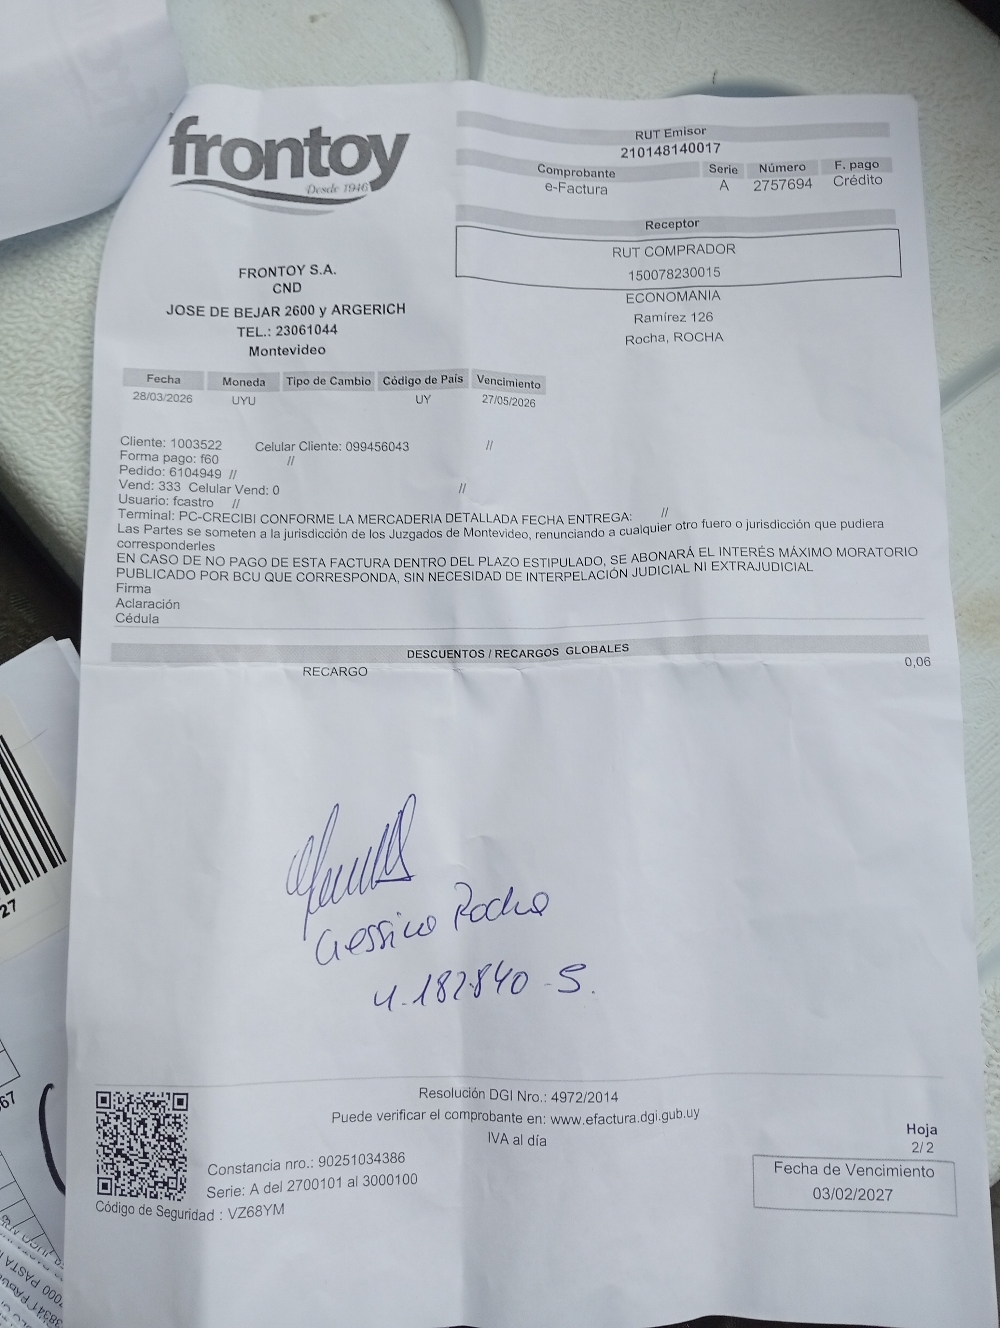 frontoy
Desde 1946
FRONTOY S.A.
CND
JOSE DE BEJAR 2600 y ARGERICH
TEL.: 23061044
Montevideo
RUT Emisor
210148140017
Comprobante Serie Número F. pago
e-Factura A 2757694 Crédito
Receptor
RUT COMPRADOR
150078230015
ECONOMANIA
Ramírez 126
Rocha, ROCHA
Fecha Moneda Tipo de Cambio Código de País Vencimiento
28/03/2026 UYU UY 27/05/2026
Cliente: 1003522 Celular Cliente: 099456043 //
Forma pago: f60 //
Pedido: 6104949 //
Vend: 333 Celular Vend: 0 //
Usuario: fcastro //
Terminal: PC-CRECIBI CONFORME LA MERCADERIA DETALLADA FECHA ENTREGA: //
Las Partes se someten a la jurisdicción de los Juzgados de Montevideo, renunciando a cualquier otro fuero o jurisdicción que pudiera
corresponderles
EN CASO DE NO PAGO DE ESTA FACTURA DENTRO DEL PLAZO ESTIPULADO, SE ABONARÁ EL INTERÉS MÁXIMO MORATORIO
PUBLICADO POR BCU QUE CORRESPONDA, SIN NECESIDAD DE INTERPELACIÓN JUDICIAL NI EXTRAJUDICIAL
Firma
Aclaración
Cédula
DESCUENTOS / RECARGOS GLOBALES
RECARGO 0,06
Rocha
4.182.840-5.
Resolución DGI Nro.: 4972/2014
Puede verificar el comprobante en: www.efactura.dgi.gub.uy
IVA al día
Constancia nro.: 90251034386
Serie: A del 2700101 al 3000100
Código de Seguridad : VZ68YM
Hoja
2/2
Fecha de Vencimiento
03/02/2027
27
67